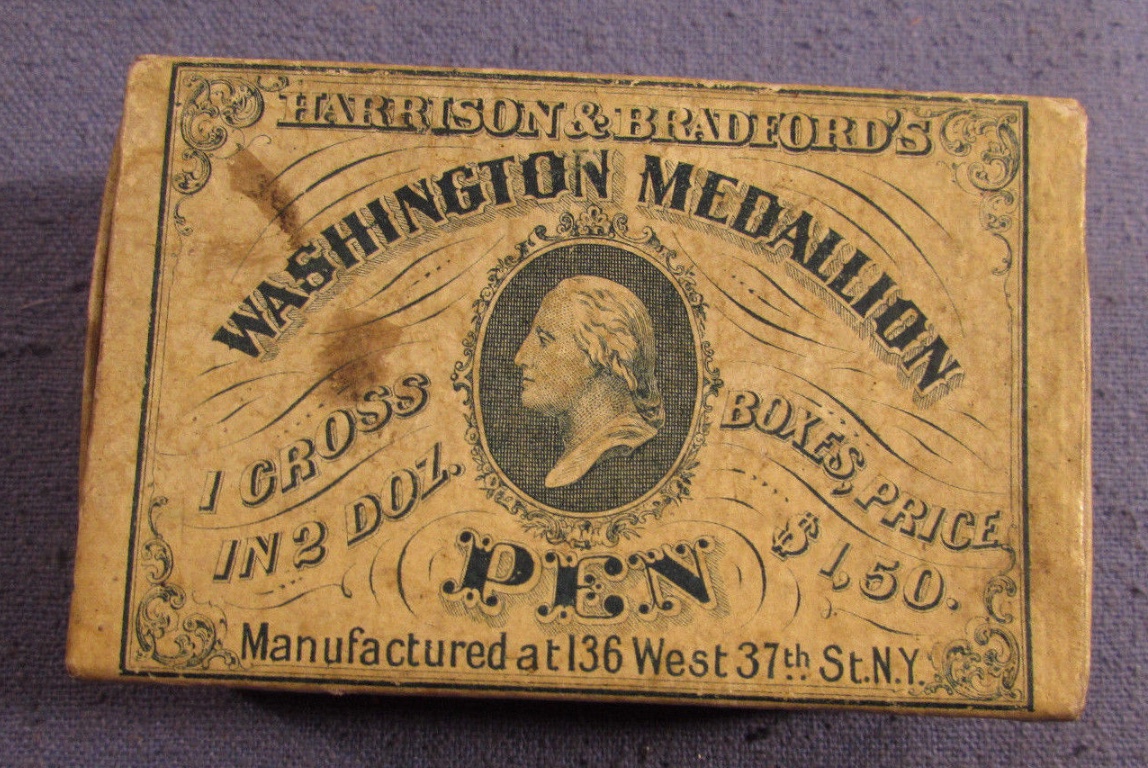 HARRISON & BRADFORD'S
WASHINGTON MEDALLION
1 GROSS
IN 2 DOZ.
BOXES, PRICE
$1,50.
PEN
Manufactured at 136 West 37th St. N.Y.